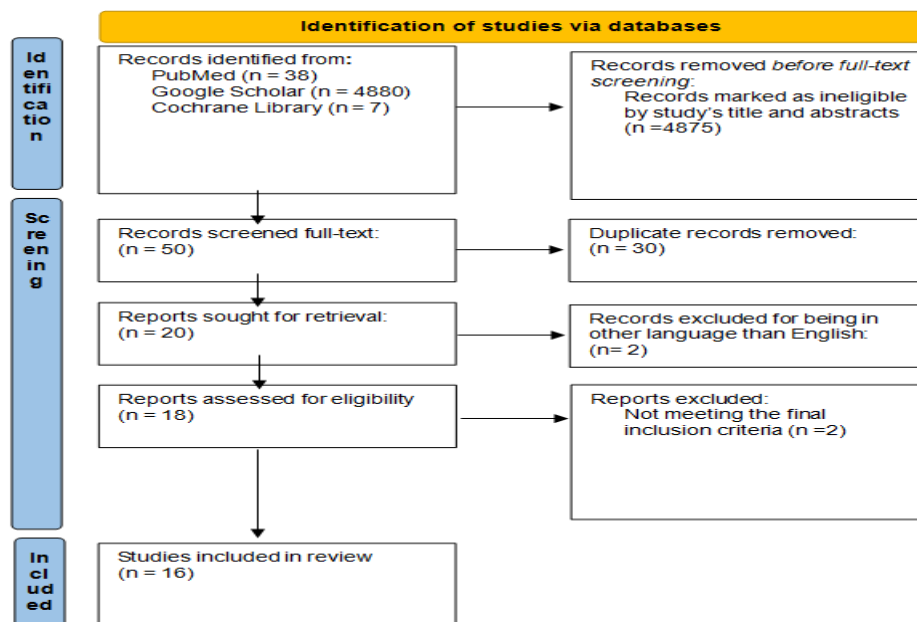 Identification of studies via databases
Id
entifi
ca
tio
n
Records identified from:
PubMed (n = 38)
Google Scholar (n = 4880)
Cochrane Library (n = 7)
Records removed before full-text
screening:
Records marked as ineligible
by study's title and abstracts
(n =4875)
Sc
re
en
in
g
Records screened full-text:
(n = 50)
Duplicate records removed:
(n = 30)
Reports sought for retrieval:
(n = 20)
Records excluded for being in
other language than English:
(n= 2)
Reports assessed for eligibility
(n = 18)
Reports excluded:
Not meeting the final
inclusion criteria (n =2)
In
cl
ud
ed
Studies included in review
(n = 16)